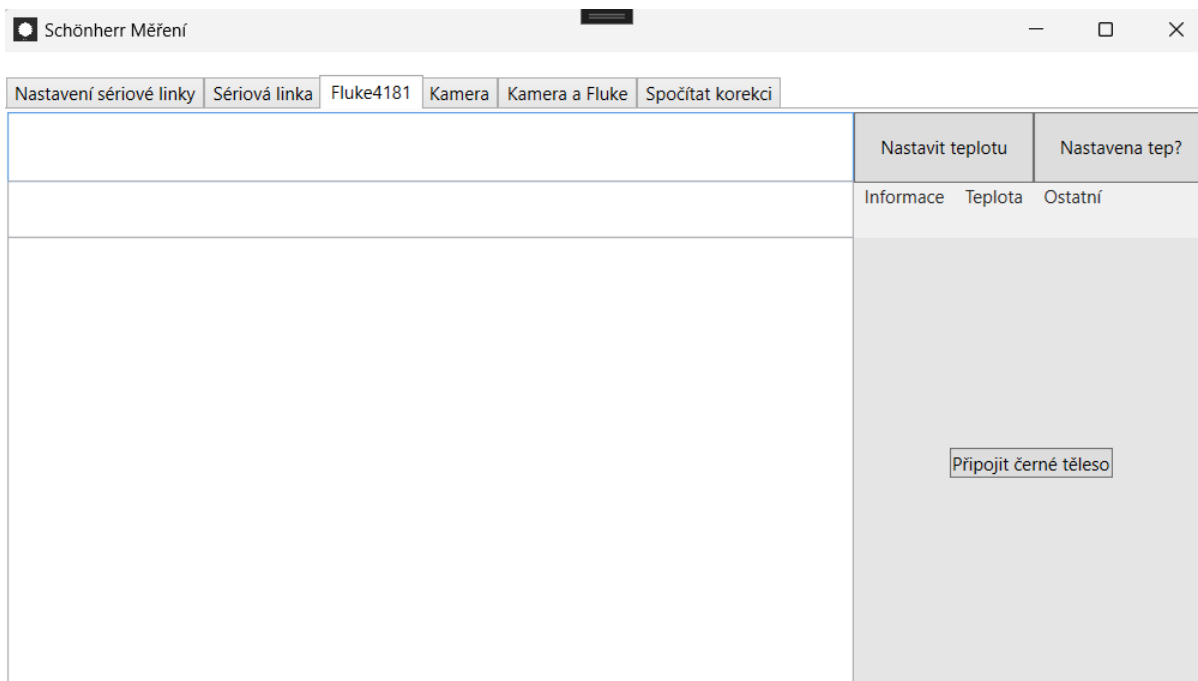 Schönherr Měření
Nastavení sériové linky Sériová linka Fluke4181 Kamera Kamera a Fluke Spočítat korekci
Nastavit teplotu Nastavena tep?
Informace Teplota Ostatní
Připojit černé těleso